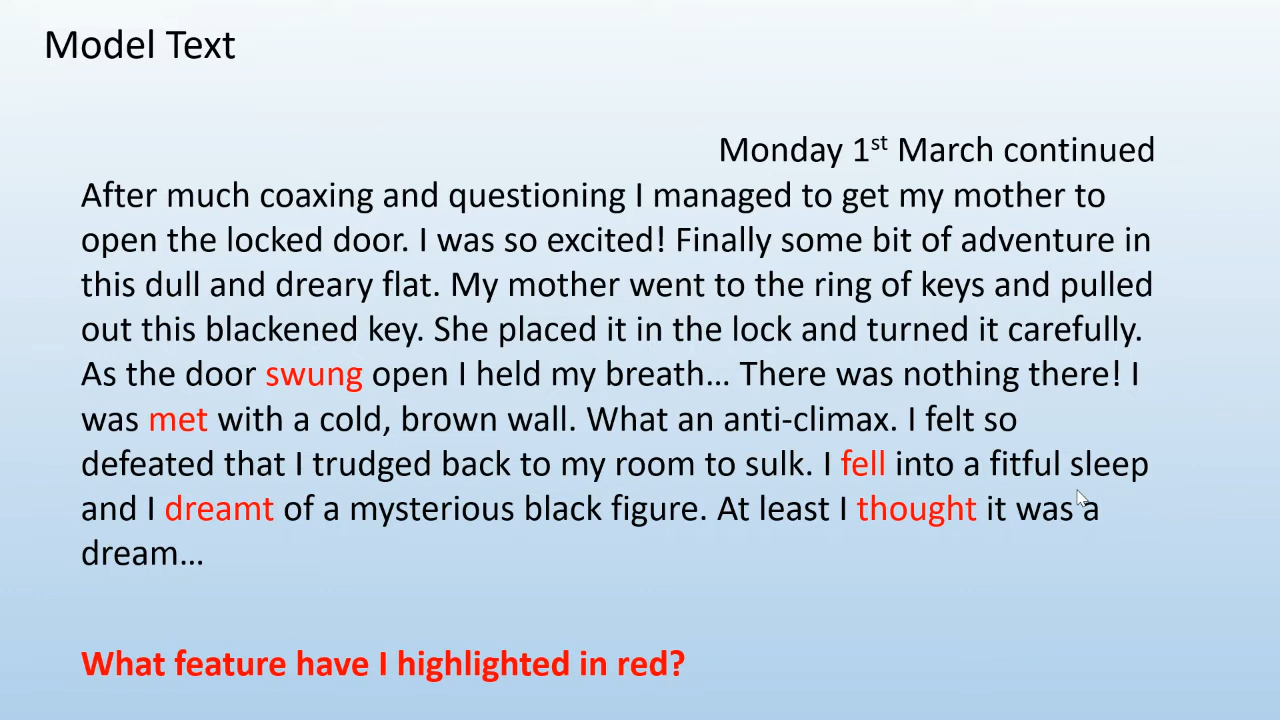 Model Text
Monday 1st March continued
After much coaxing and questioning I managed to get my mother to
open the locked door. I was so excited! Finally some bit of adventure in
this dull and dreary flat. My mother went to the ring of keys and pulled
out this blackened key. She placed it in the lock and turned it carefully.
As the door swung open I held my breath… There was nothing there! I
was met with a cold, brown wall. What an anti-climax. I felt so
defeated that I trudged back to my room to sulk. I fell into a fitful sleep
and I dreamt of a mysterious black figure. At least I thought it was a
dream…
What feature have I highlighted in red?